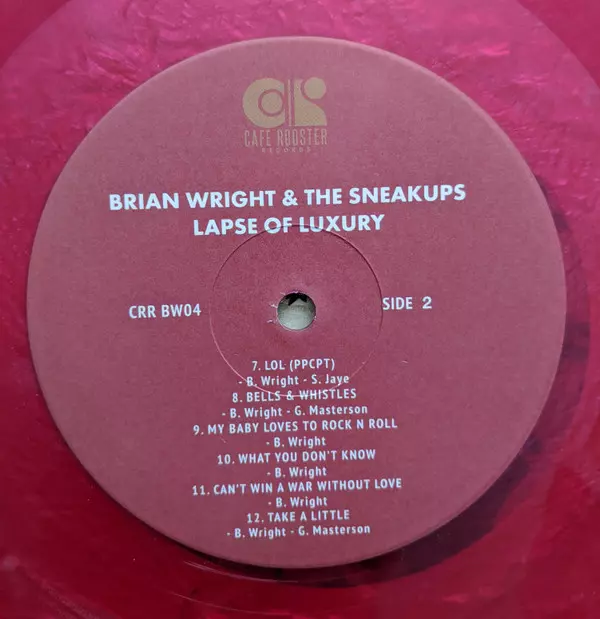 CAFE ROOSTER
RECORDS
BRIAN WRIGHT & THE SNEAKUPS
LAPSE OF LUXURY
CRR BW04
SIDE 2
7. LOL (PPCPT)
- B. Wright - S. Jaye
8. BELLS & WHISTLES
- B. Wright - G. Masterson
9. MY BABY LOVES TO ROCK N ROLL
- B. Wright
10. WHAT YOU DON'T KNOW
- B. Wright
11. CAN'T WIN A WAR WITHOUT LOVE
- B. Wright
12. TAKE A LITTLE
- B. Wright - G. Masterson